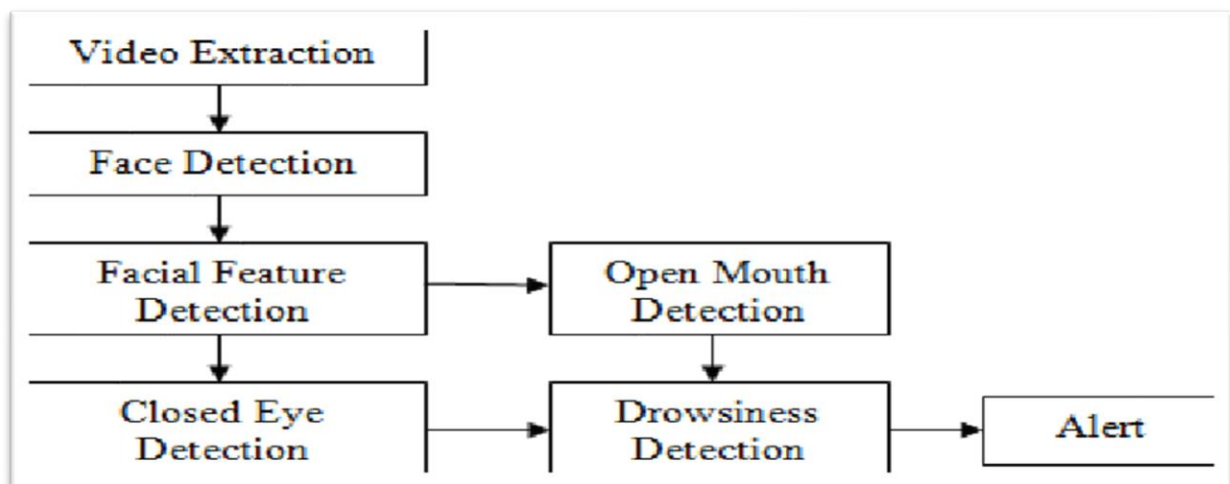 Video Extraction
Face Detection
Facial Feature
Detection
Open Mouth
Detection
Closed Eye
Detection
Drowsiness
Detection
Alert